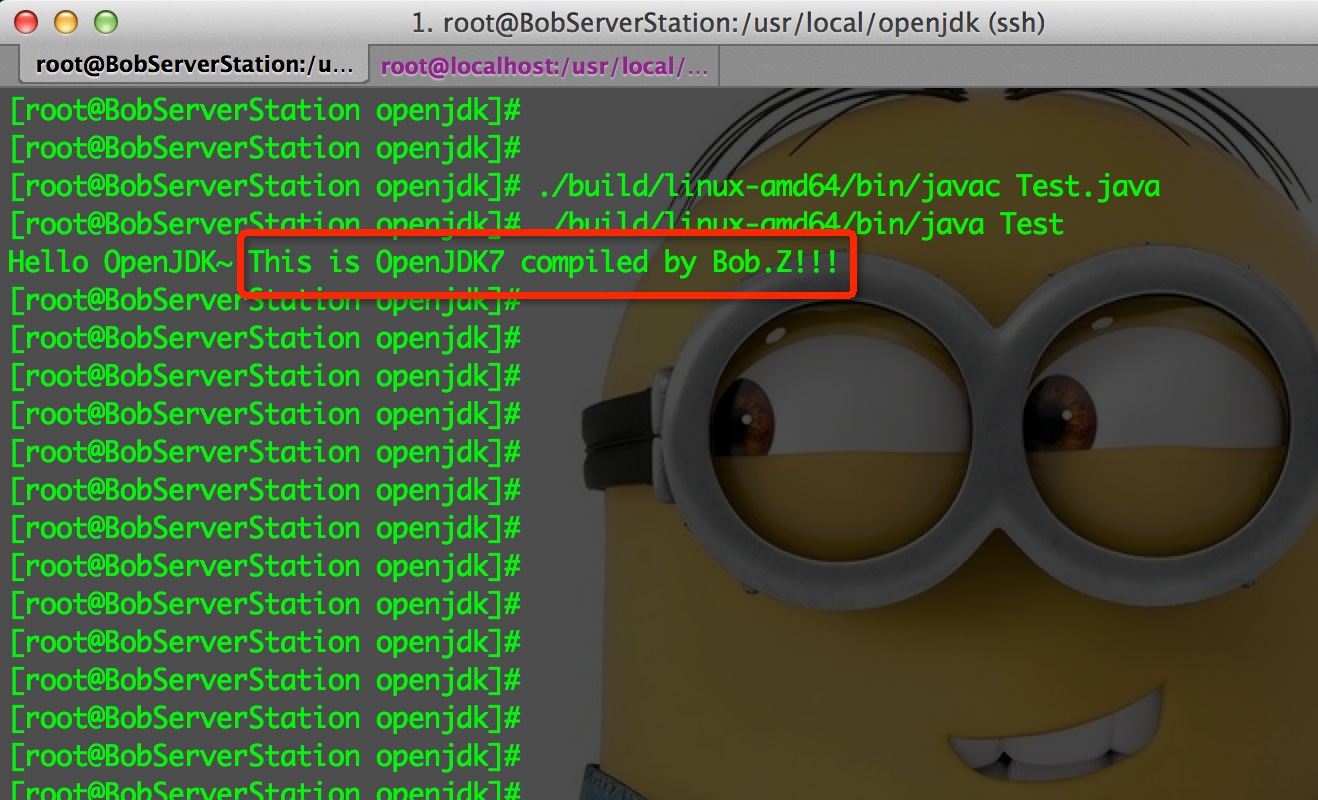 1. root@BobServerStation:/usr/local/openjdk (ssh)
root@BobServerStation:/u... root@localhost:/usr/local/...
[root@BobServerStation openjdk]#
[root@BobServerStation openjdk]#
[root@BobServerStation openjdk]# ./build/linux-amd64/bin/javac Test.java
[root@BobServerStation openjdk]# ./build/linux-amd64/bin/java Test
Hello OpenJDK~ This is OpenJDK7 compiled by Bob.Z!!!
[root@BobServerStation openjdk]#
[root@BobServerStation openjdk]#
[root@BobServerStation openjdk]#
[root@BobServerStation openjdk]#
[root@BobServerStation openjdk]#
[root@BobServerStation openjdk]#
[root@BobServerStation openjdk]#
[root@BobServerStation openjdk]#
[root@BobServerStation openjdk]#
[root@BobServerStation openjdk]#
[root@BobServerStation openjdk]#
[root@BobServerStation openjdk]#
[root@BobServerStation openjdk]#
[root@BobServerStation openjdk]#